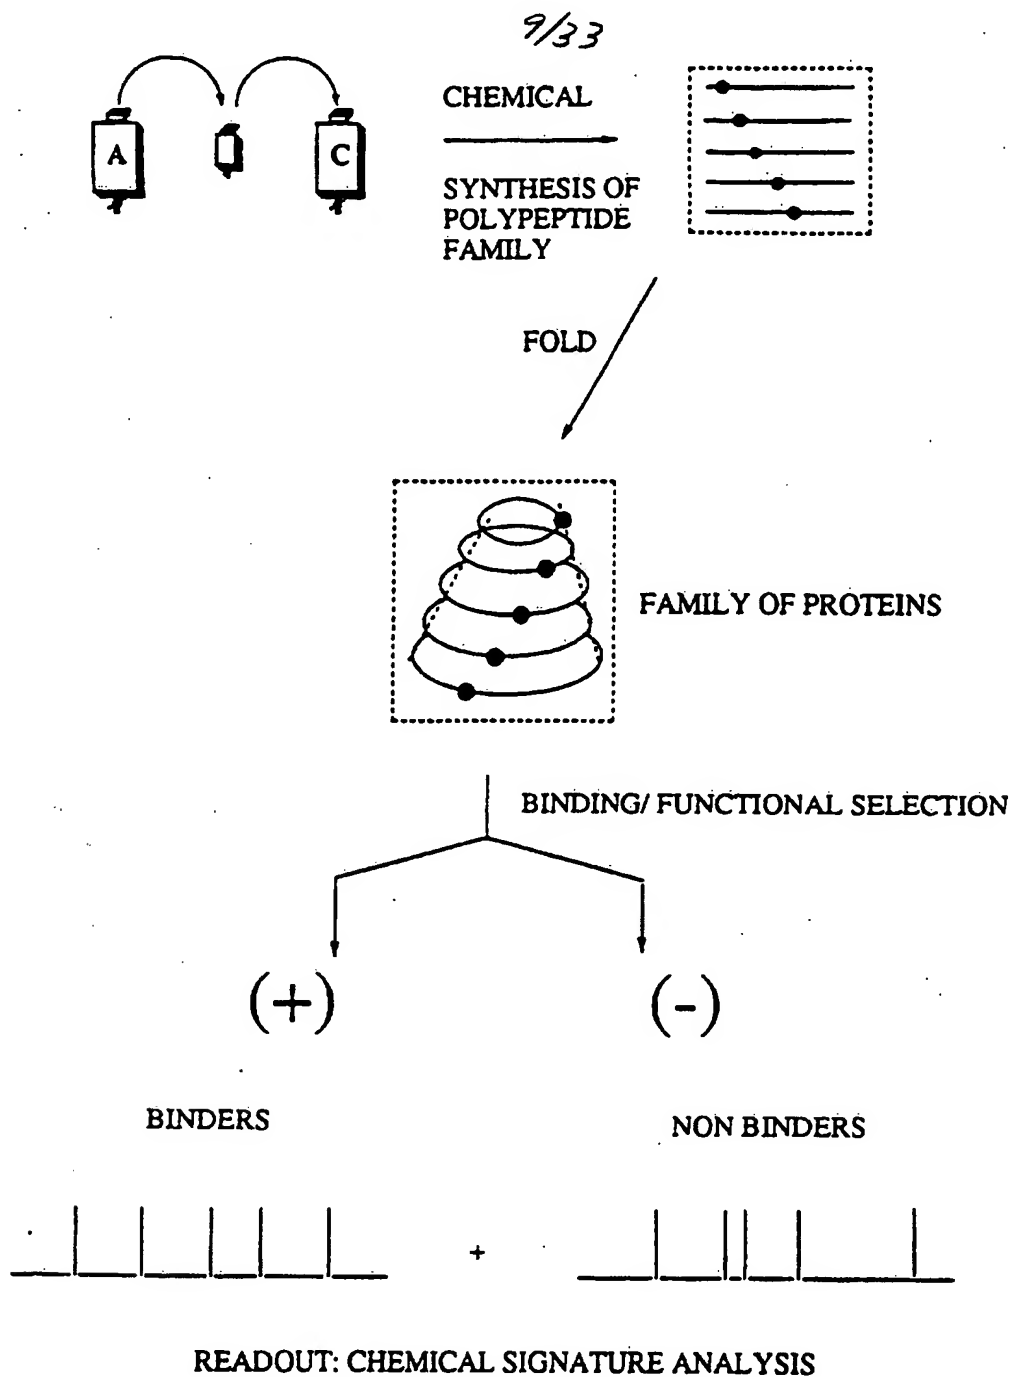 9/33
A
C
CHEMICAL
SYNTHESIS OF
POLYPEPTIDE
FAMILY
FOLD
FAMILY OF PROTEINS
BINDING/ FUNCTIONAL SELECTION
(+)
(-)
BINDERS
NON BINDERS
+
READOUT: CHEMICAL SIGNATURE ANALYSIS